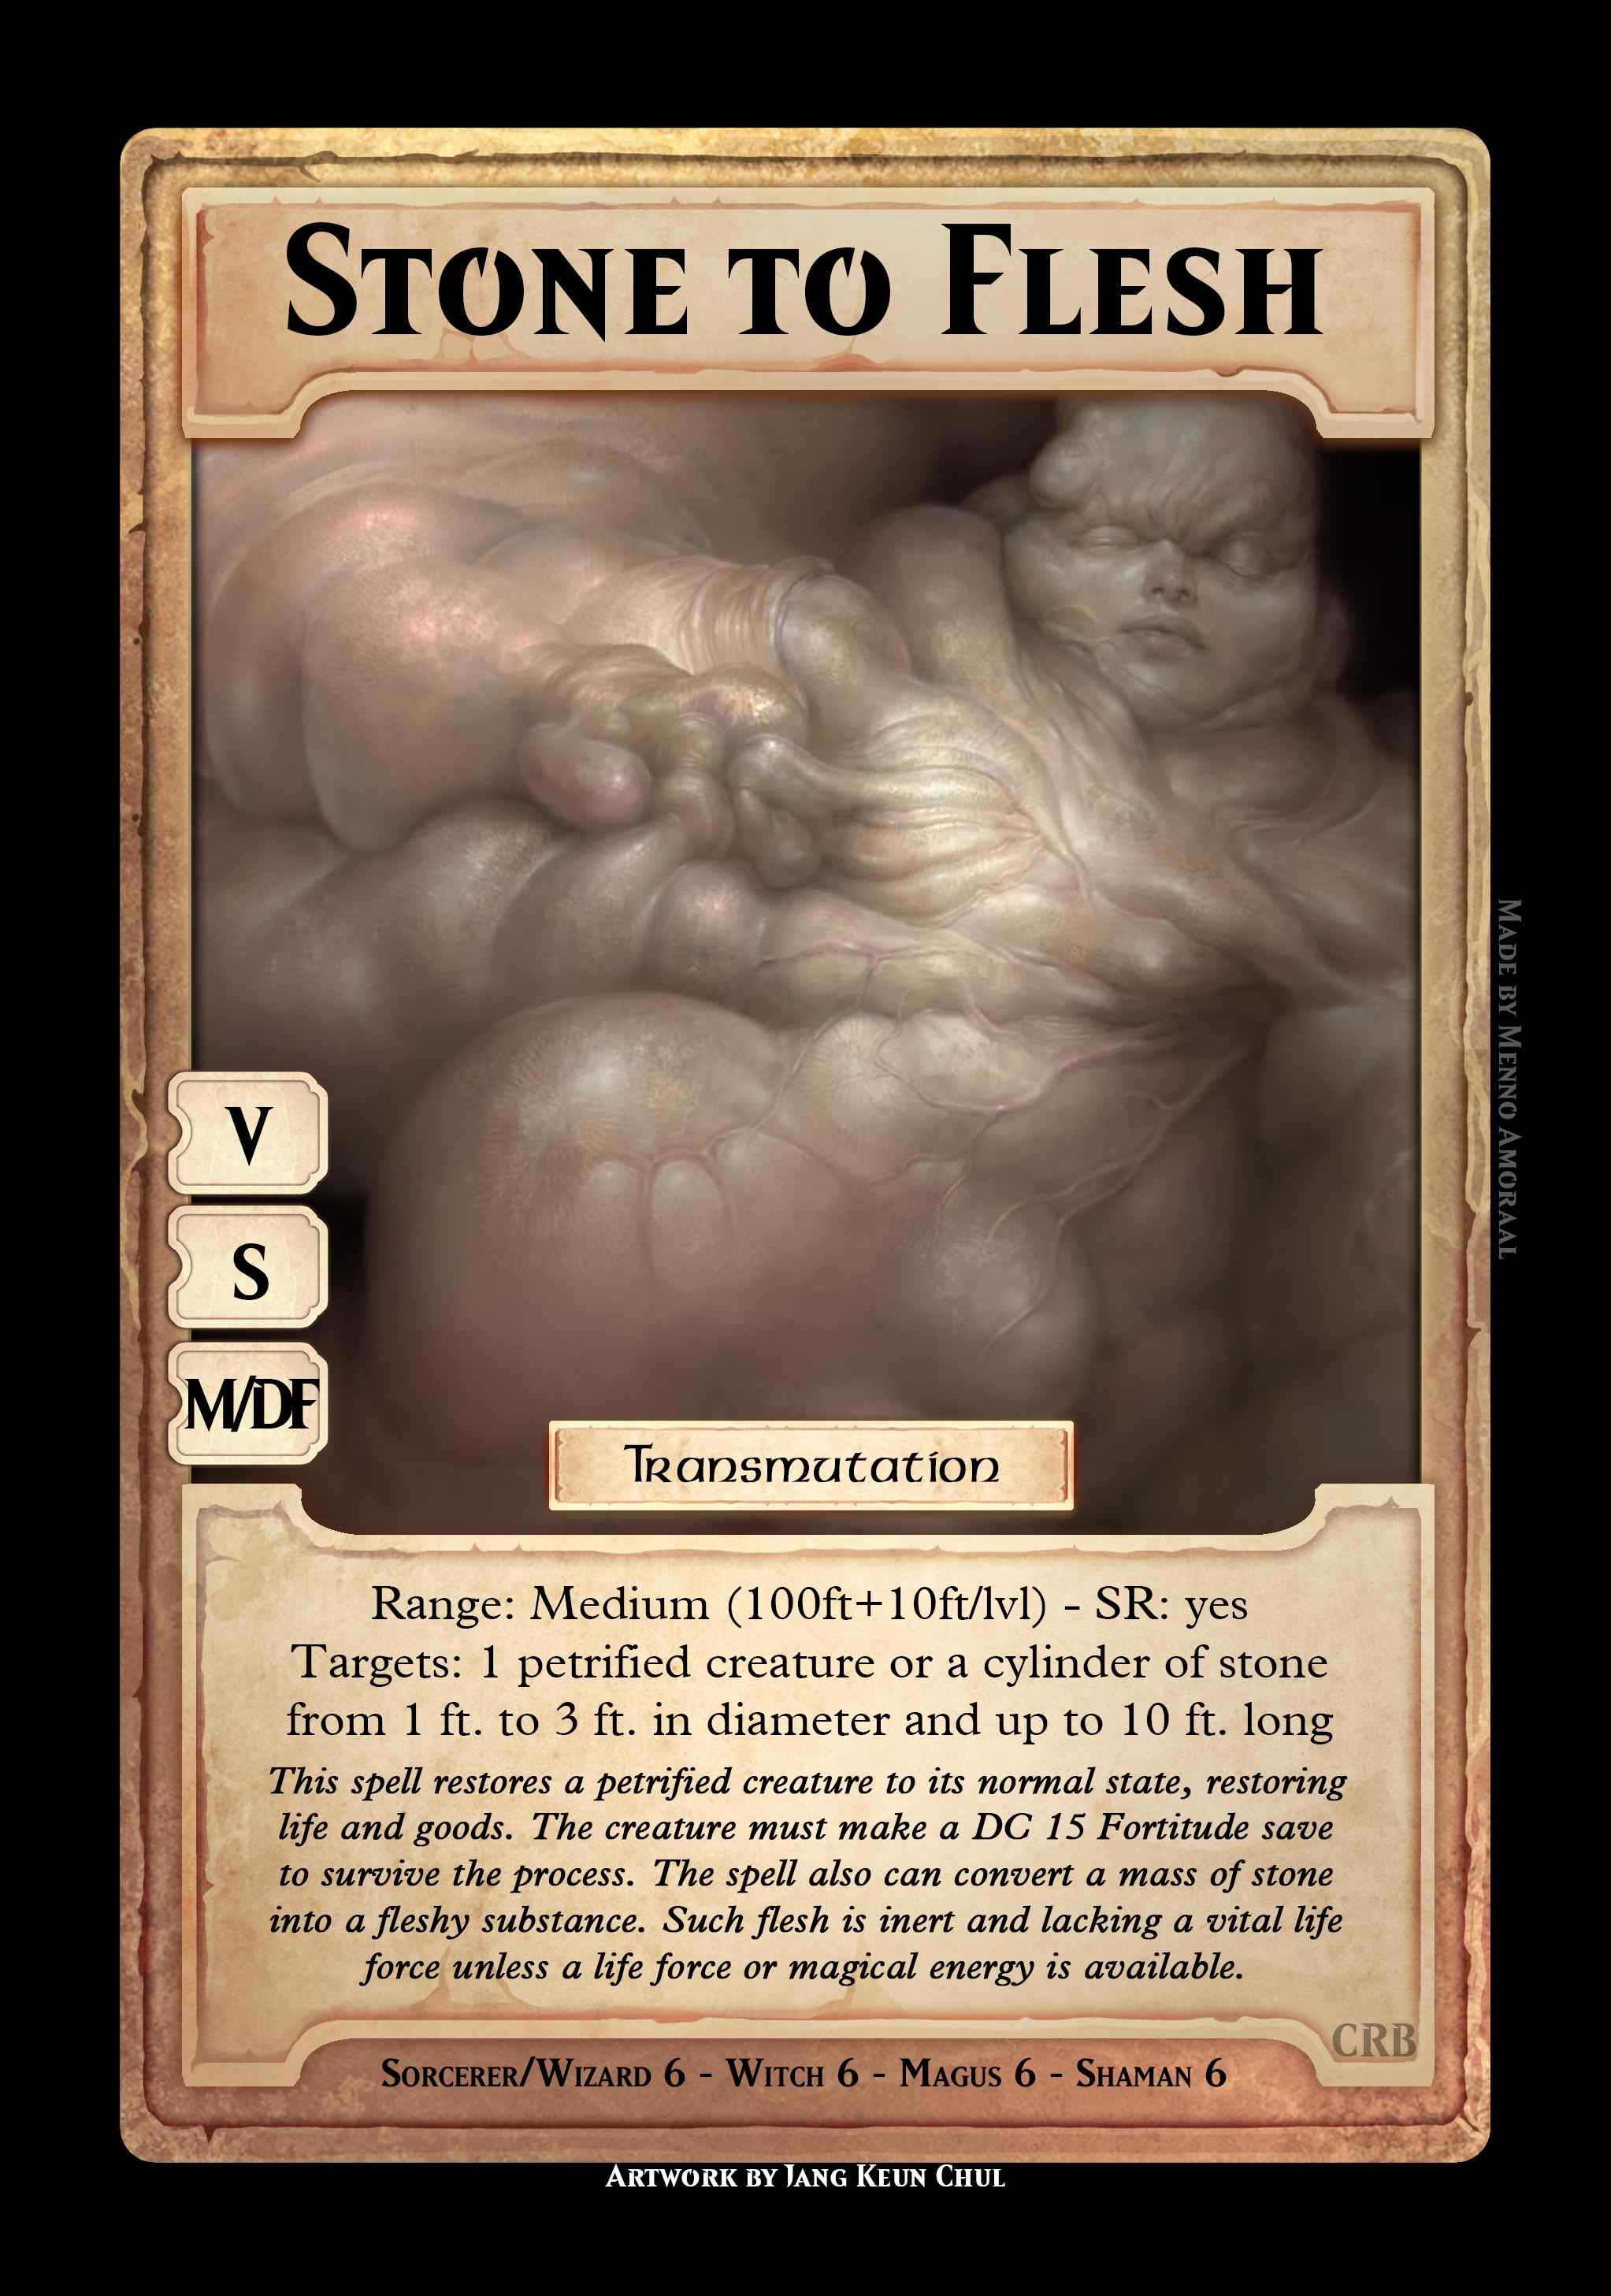 Stone to Flesh
V
S
M/DF
Transmutation
Range: Medium (100ft+10ft/lvl) - SR: yes
Targets: 1 petrified creature or a cylinder of stone
from 1 ft. to 3 ft. in diameter and up to 10 ft. long
This spell restores a petrified creature to its normal state, restoring
life and goods. The creature must make a DC 15 Fortitude save
to survive the process. The spell also can convert a mass of stone
into a fleshy substance. Such flesh is inert and lacking a vital life
force unless a life force or magical energy is available.
CRB
Sorcerer/Wizard 6 - Witch 6 - Magus 6 - Shaman 6
Artwork by Jang Keun Chul
Made by Menno Amoraal